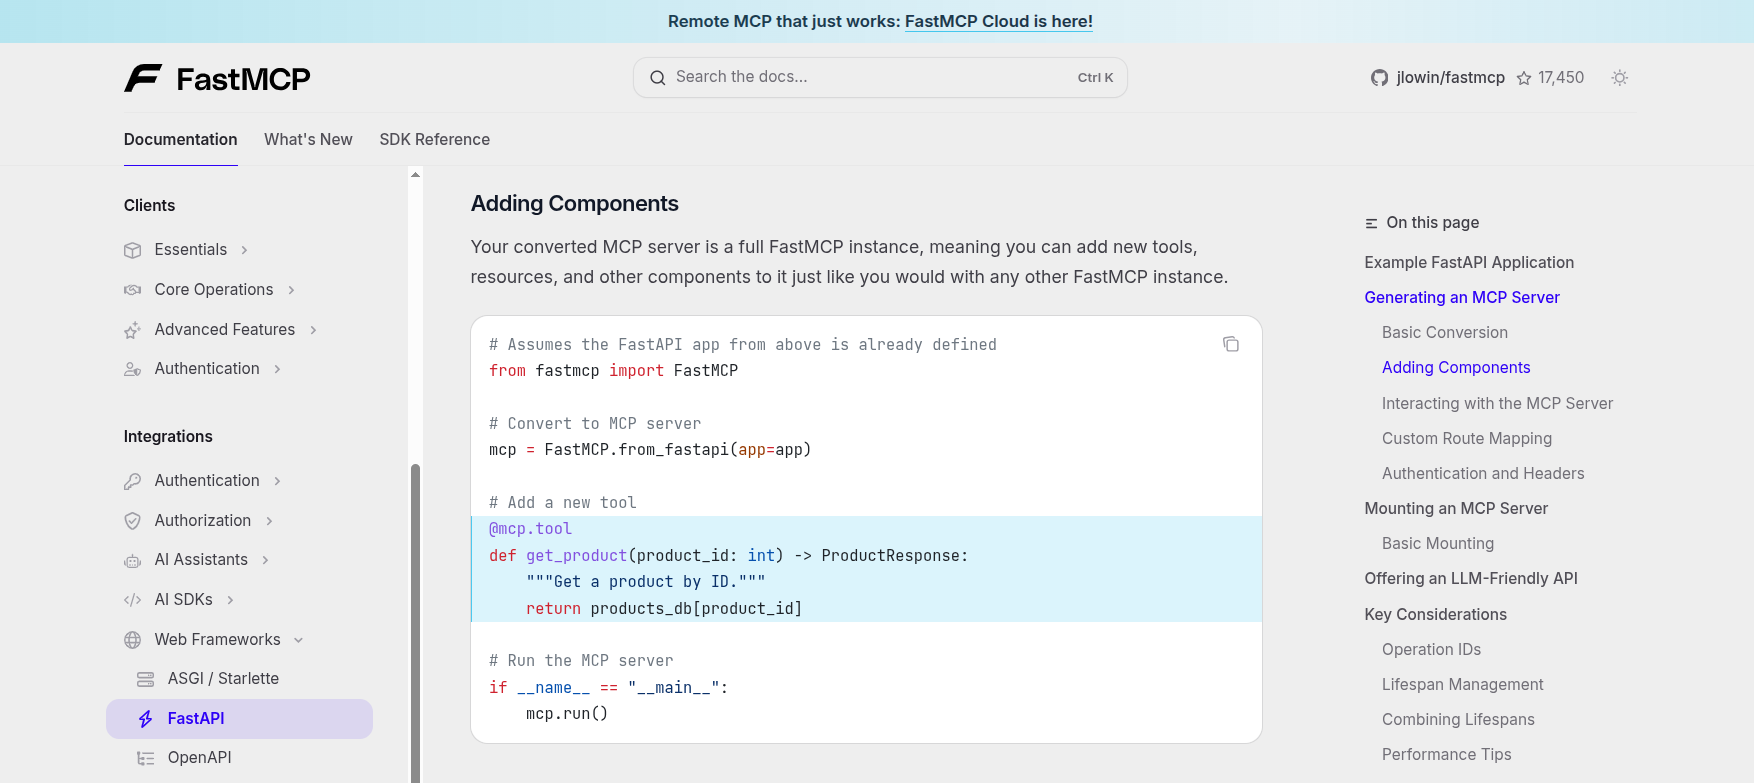 Remote MCP that just works: FastMCP Cloud is here!
FastMCP
Search the docs...
Ctrl K
jlowin/fastmcp
17,450
Documentation
What's New
SDK Reference
Clients
Essentials
Core Operations
Advanced Features
Authentication
Integrations
Authentication
Authorization
AI Assistants
AI SDKs
Web Frameworks
ASGI / Starlette
FastAPI
OpenAPI
Adding Components
Your converted MCP server is a full FastMCP instance, meaning you can add new tools,
resources, and other components to it just like you would with any other FastMCP instance.
# Assumes the FastAPI app from above is already defined
from fastmcp import FastMCP
# Convert to MCP server
mcp = FastMCP.from_fastapi(app=app)
# Add a new tool
@mcp.tool
def get_product(product_id: int) -> ProductResponse:
    """Get a product by ID."""
    return products_db[product_id]
# Run the MCP server
if __name__ == "__main__":
    mcp.run()
On this page
Example FastAPI Application
Generating an MCP Server
Basic Conversion
Adding Components
Interacting with the MCP Server
Custom Route Mapping
Authentication and Headers
Mounting an MCP Server
Basic Mounting
Offering an LLM-Friendly API
Key Considerations
Operation IDs
Lifespan Management
Combining Lifespans
Performance Tips